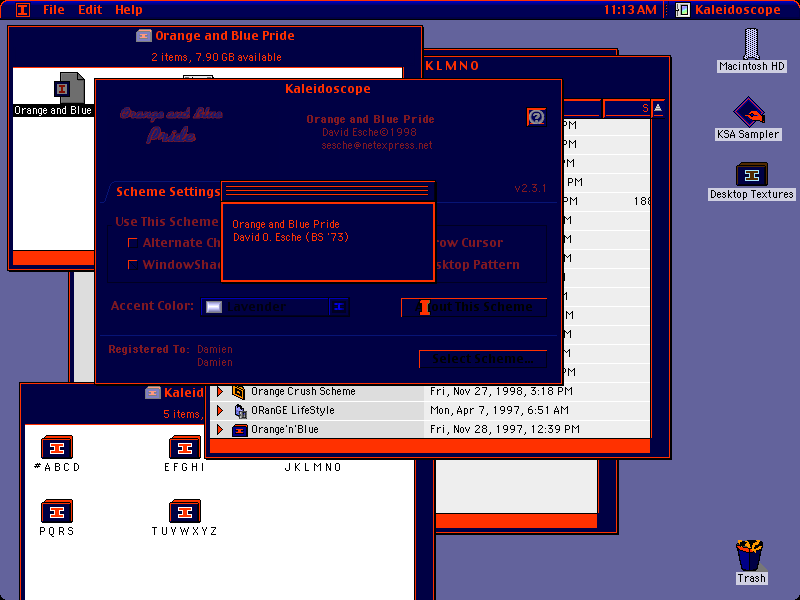 File Edit Help
11:13 AM
Kaleidoscope
Orange and Blue Pride
2 items, 7.90 GB available
Orange and Blue
KLMNO
Macintosh HD
KSA Sampler
Desktop Textures
Trash
Kaleidoscope
Orange and Blue
Pride
Orange and Blue Pride
David Esche©1998
sesche@netexpress.net
v2.3.1
Scheme Settings
Use This Scheme
Alternate Ch
WindowSha
row Cursor
sktop Pattern
Orange and Blue Pride
David O. Esche (BS '73)
Accent Color:
Lavender
out This Scheme
Registered To: Damien
Damien
Select Scheme...
S
PM
PM
PM
PM
PM 188
M
M
M
M
M
M
M
PM
Orange Crush Scheme Fri, Nov 27, 1998, 3:18 PM
ORanGE LifeStyle Mon, Apr 7, 1997, 6:51 AM
Orange'n'Blue Fri, Nov 28, 1997, 12:39 PM
Kaleid
5 items,
#ABCD
EFGHI
JKLMNO
PQRS
TUVWXYZ